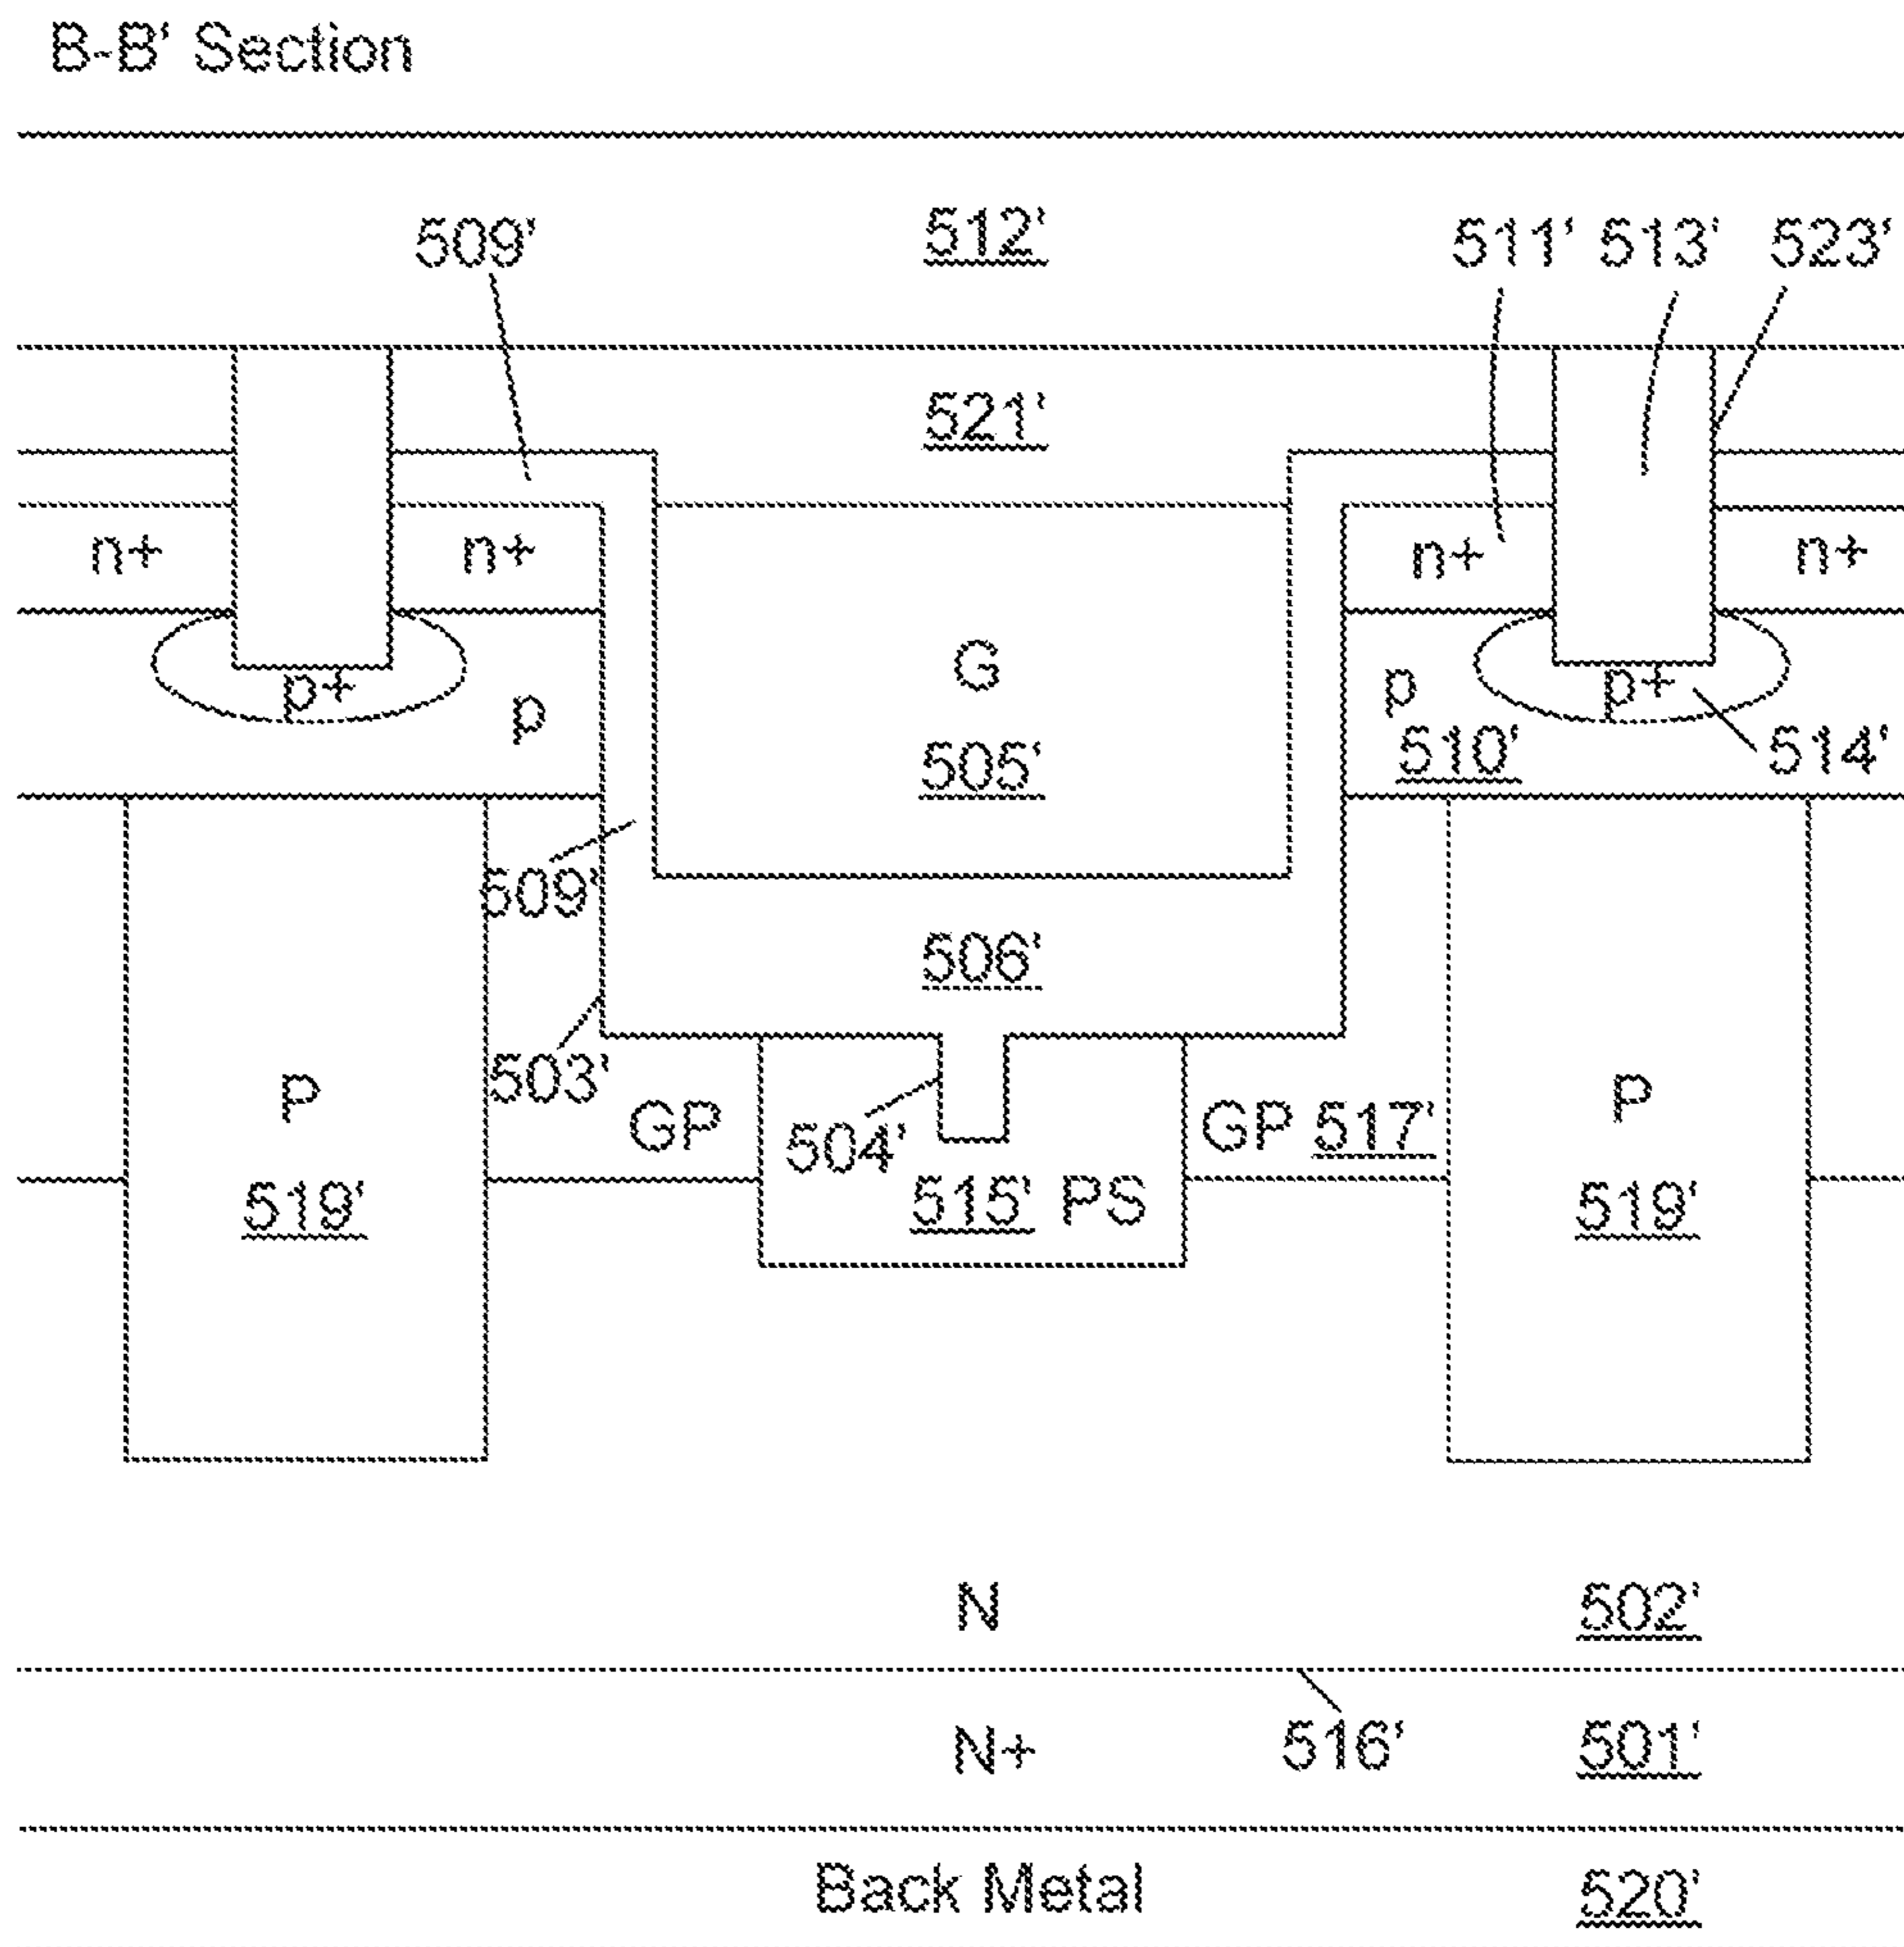 B-B' Section
509' 512' 511' 513' 523'
521'
n+ n+ n+ n+
G
p+ p p p+
505' 510' 514'
509'
506'
503'
P GP 504' GP 517' P
519' 515' PS 519'
N 502'
N+ 516' 501'
Back Metal 520'